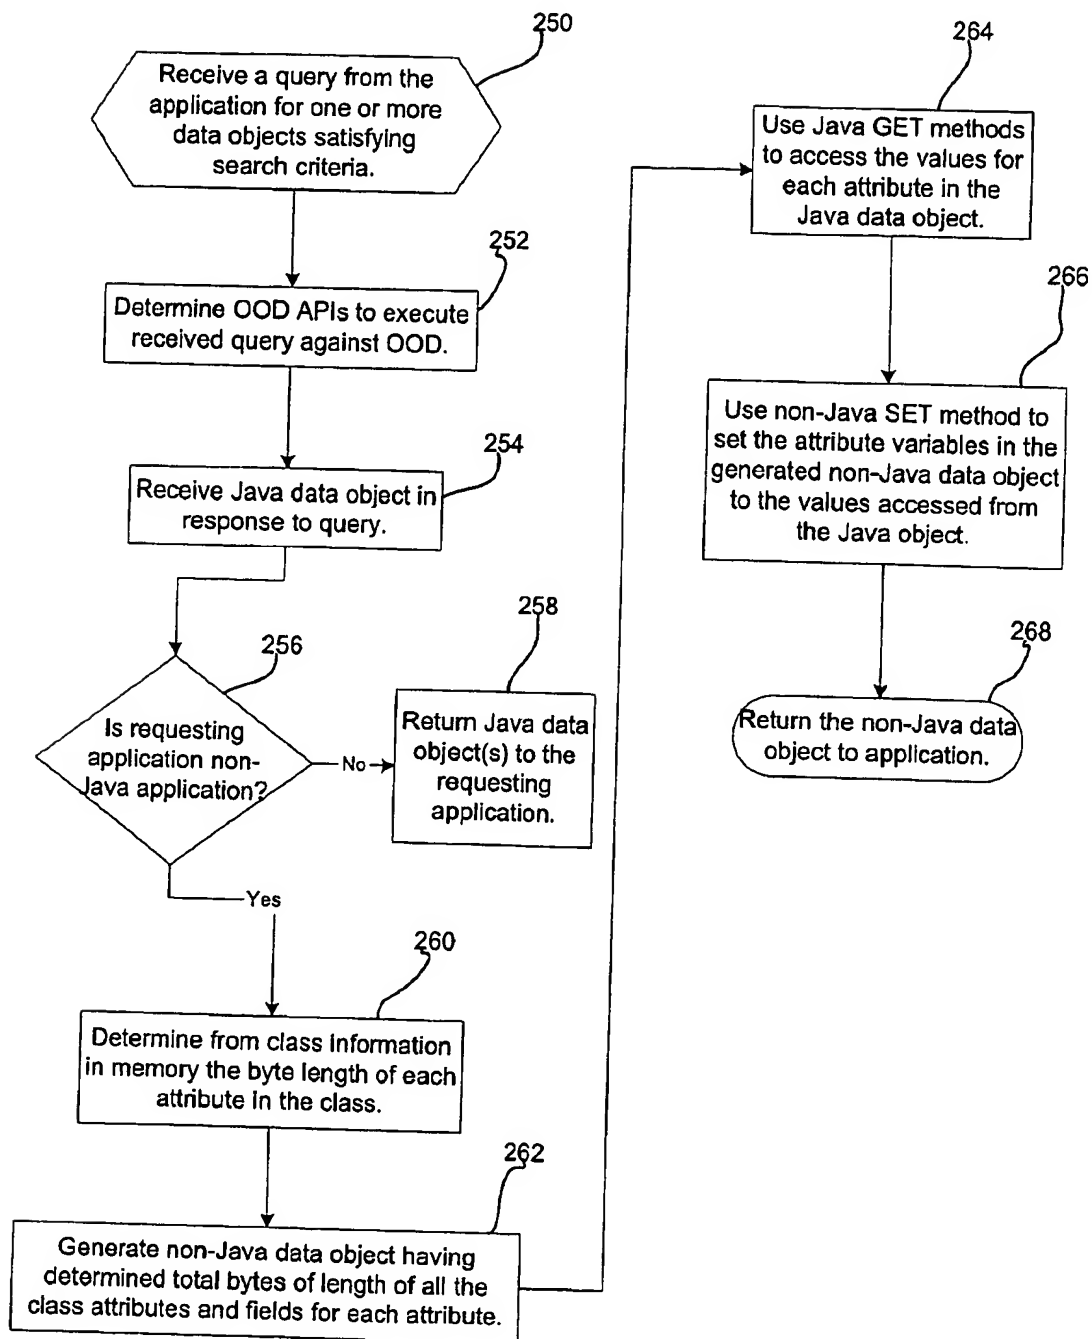 250
Receive a query from the
application for one or more
data objects satisfying
search criteria.
252
Determine OOD APIs to execute
received query against OOD.
254
Receive Java data object in
response to query.
256
Is requesting
application non-
Java application?
No
258
Return Java data
object(s) to the
requesting
application.
Yes
260
Determine from class information
in memory the byte length of each
attribute in the class.
262
Generate non-Java data object having
determined total bytes of length of all the
class attributes and fields for each attribute.
264
Use Java GET methods
to access the values for
each attribute in the
Java data object.
266
Use non-Java SET method to
set the attribute variables in the
generated non-Java data object
to the values accessed from
the Java object.
268
Return the non-Java data
object to application.